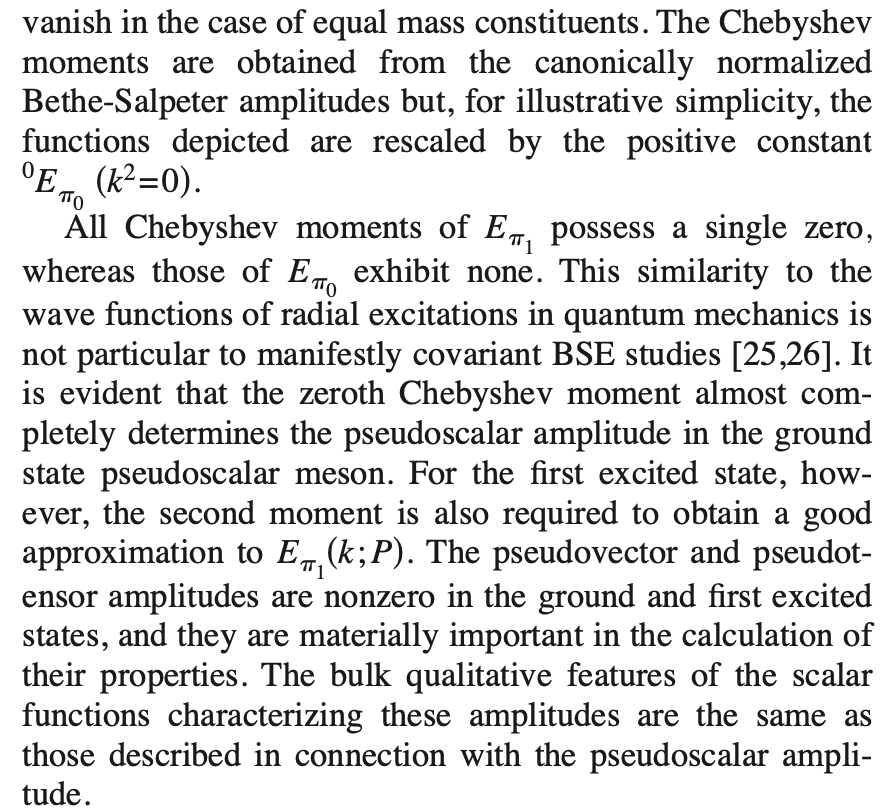 vanish in the case of equal mass constituents. The Chebyshev
moments are obtained from the canonically normalized
Bethe-Salpeter amplitudes but, for illustrative simplicity, the
functions depicted are rescaled by the positive constant
⁰E_π₀ (k²=0).
All Chebyshev moments of E_π₁ possess a single zero,
whereas those of E_π₀ exhibit none. This similarity to the
wave functions of radial excitations in quantum mechanics is
not particular to manifestly covariant BSE studies [25,26]. It
is evident that the zeroth Chebyshev moment almost com-
pletely determines the pseudoscalar amplitude in the ground
state pseudoscalar meson. For the first excited state, how-
ever, the second moment is also required to obtain a good
approximation to E_π₁(k;P). The pseudovector and pseudot-
ensor amplitudes are nonzero in the ground and first excited
states, and they are materially important in the calculation of
their properties. The bulk qualitative features of the scalar
functions characterizing these amplitudes are the same as
those described in connection with the pseudoscalar ampli-
tude.